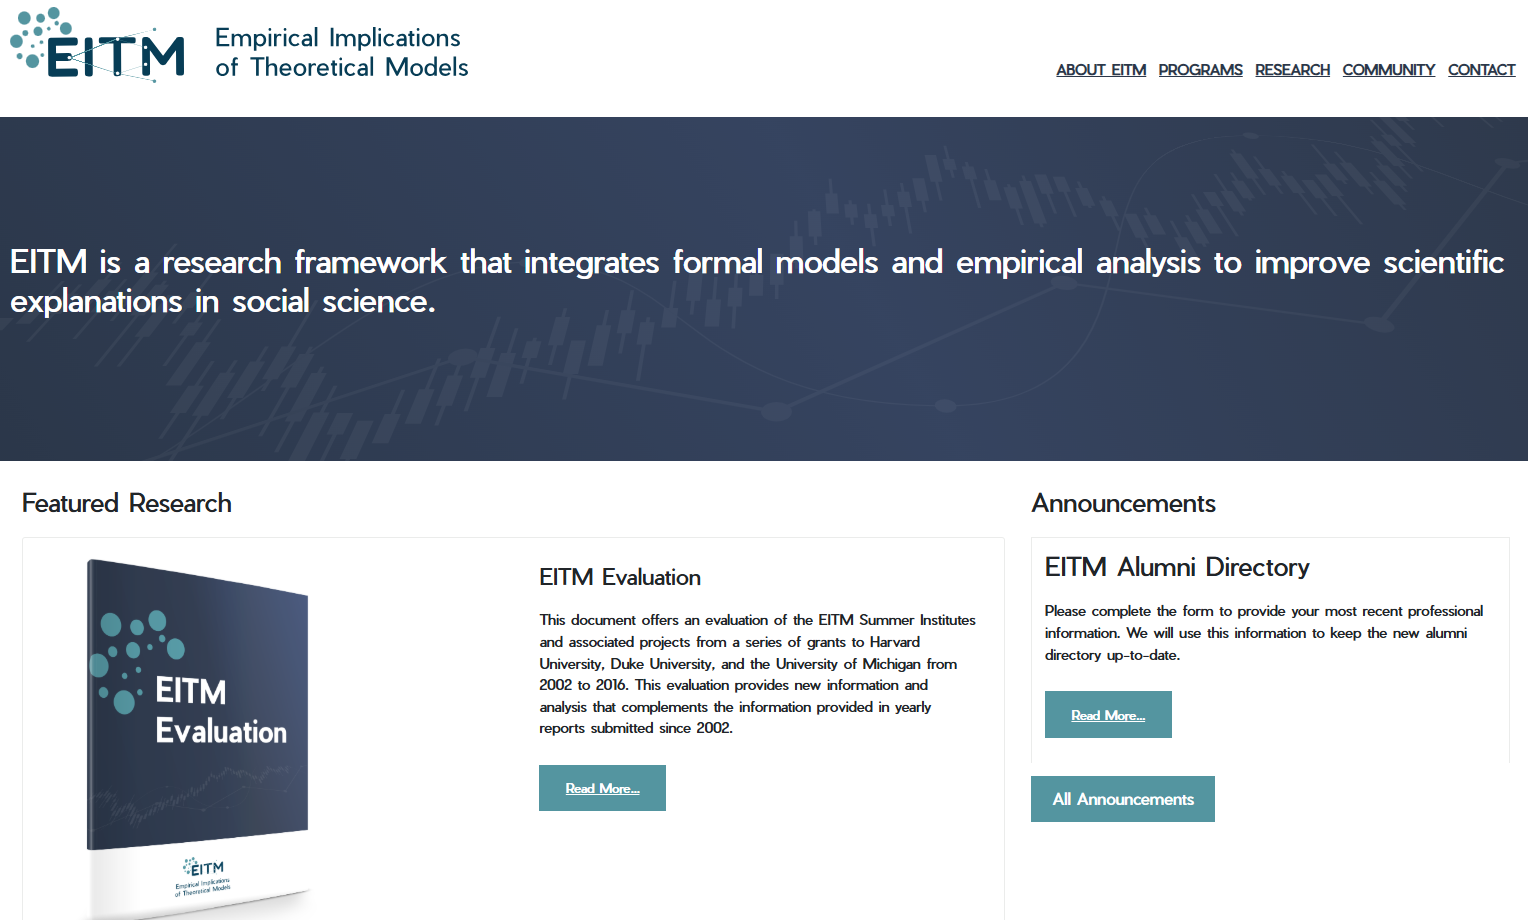 EITM
Empirical Implications
of Theoretical Models
ABOUT EITM PROGRAMS RESEARCH COMMUNITY CONTACT
EITM is a research framework that integrates formal models and empirical analysis to improve scientific
explanations in social science.
Featured Research
EITM
Evaluation
EITM
Empirical Implications
of Theoretical Models
EITM Evaluation
This document offers an evaluation of the EITM Summer Institutes
and associated projects from a series of grants to Harvard
University, Duke University, and the University of Michigan from
2002 to 2016. This evaluation provides new information and
analysis that complements the information provided in yearly
reports submitted since 2002.
Read More...
Announcements
EITM Alumni Directory
Please complete the form to provide your most recent professional
information. We will use this information to keep the new alumni
directory up-to-date.
Read More...
All Announcements